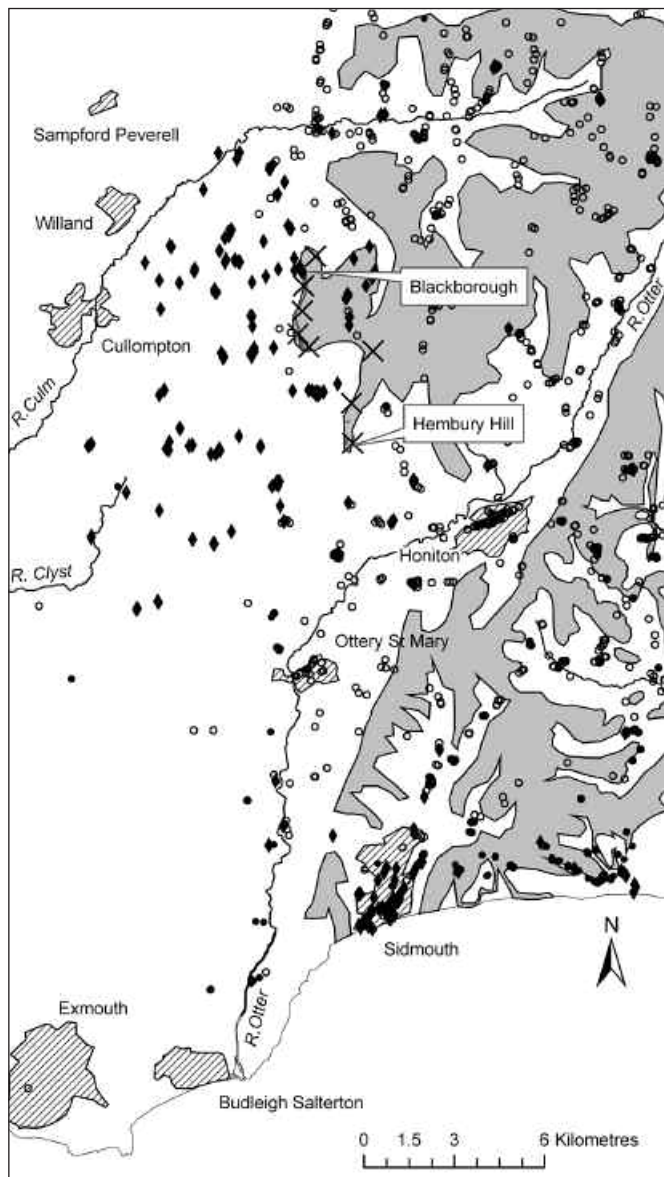 Sampford Peverell
Willand
Blackborough
R.Otter
Cullompton
R.Culm
Hembury Hill
R. Clyst
Honiton
Ottery St Mary
N
Sidmouth
Exmouth
R.Otter
Budleigh Salterton
0 1.5 3 6 Kilometres